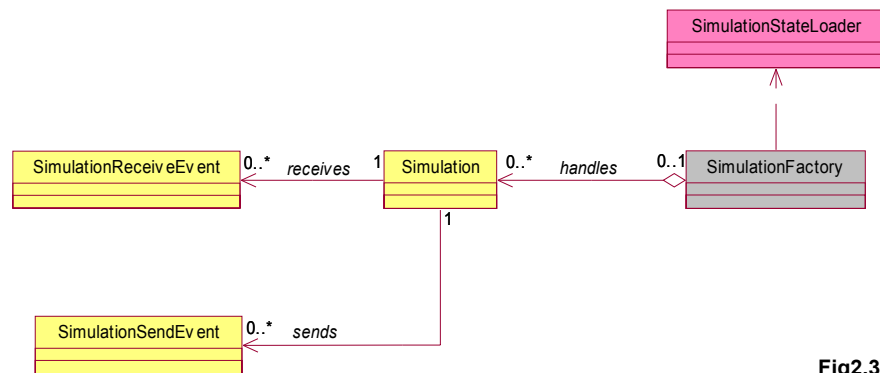 SimulationStateLoader
SimulationReceiveEvent 0..* receives 1 Simulation 0..* handles 0..1 SimulationFactory
1
SimulationSendEvent 0..* sends
Fig2.3